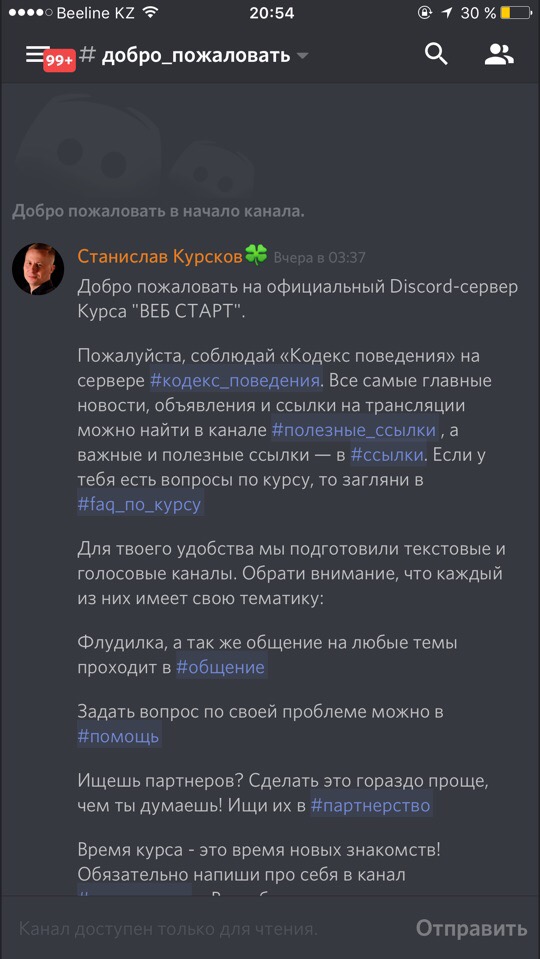 Beeline KZ 20:54 30 %
99+ # добро_пожаловать
Добро пожаловать в начало канала.
Станислав Курсков🍀 Вчера в 03:37
Добро пожаловать на официальный Discord-сервер
Курса "ВЕБ СТАРТ".
Пожалуйста, соблюдай «Кодекс поведения» на
сервере #кодекс_поведения. Все самые главные
новости, объявления и ссылки на трансляции
можно найти в канале #полезные_ссылки , а
важные и полезные ссылки — в #ссылки. Если у
тебя есть вопросы по курсу, то загляни в
#faq_по_курсу
Для твоего удобства мы подготовили текстовые и
голосовые каналы. Обрати внимание, что каждый
из них имеет свою тематику:
Флудилка, а так же общение на любые темы
проходит в #общение
Задать вопрос по своей проблеме можно в
#помощь
Ищешь партнеров? Сделать это гораздо проще,
чем ты думаешь! Ищи их в #партнерство
Время курса - это время новых знакомств!
Обязательно напиши про себя в канал
Канал доступен только для чтения. Отправить